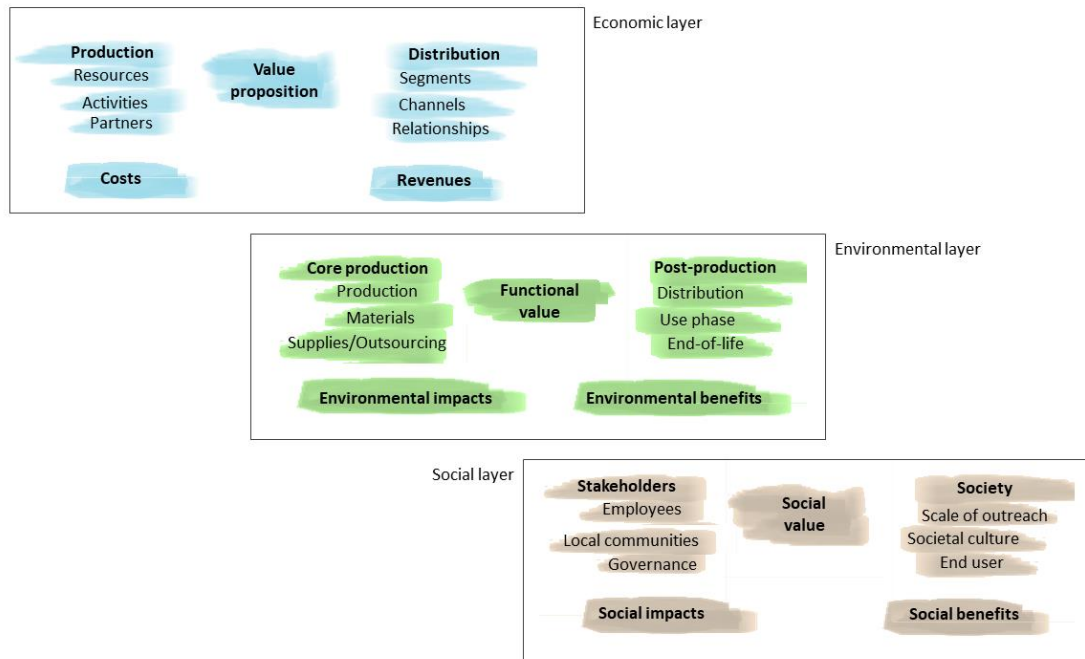 Economic layer
Production
Resources
Activities
Partners
Value
proposition
Distribution
Segments
Channels
Relationships
Costs
Revenues
Environmental layer
Core production
Production
Materials
Supplies/Outsourcing
Functional
value
Post-production
Distribution
Use phase
End-of-life
Environmental impacts
Environmental benefits
Social layer
Stakeholders
Employees
Local communities
Governance
Social
value
Society
Scale of outreach
Societal culture
End user
Social impacts
Social benefits